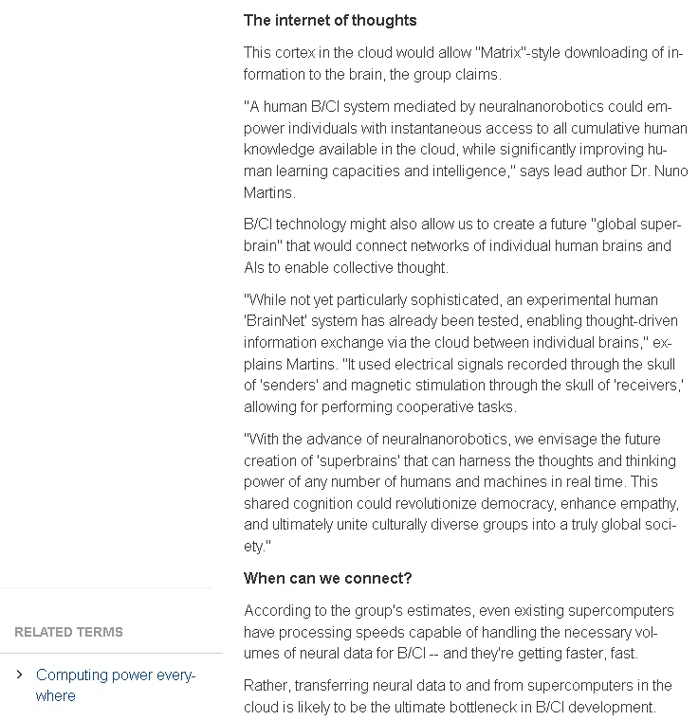 The internet of thoughts
This cortex in the cloud would allow "Matrix"-style downloading of in-
formation to the brain, the group claims.
"A human B/CI system mediated by neuralnanorobotics could em-
power individuals with instantaneous access to all cumulative human
knowledge available in the cloud, while significantly improving hu-
man learning capacities and intelligence," says lead author Dr. Nuno
Martins.
B/CI technology might also allow us to create a future "global super-
brain" that would connect networks of individual human brains and
AIs to enable collective thought.
"While not yet particularly sophisticated, an experimental human
'BrainNet' system has already been tested, enabling thought-driven
information exchange via the cloud between individual brains," ex-
plains Martins. "It used electrical signals recorded through the skull
of 'senders' and magnetic stimulation through the skull of 'receivers,'
allowing for performing cooperative tasks.
"With the advance of neuralnanorobotics, we envisage the future
creation of 'superbrains' that can harness the thoughts and thinking
power of any number of humans and machines in real time. This
shared cognition could revolutionize democracy, enhance empathy,
and ultimately unite culturally diverse groups into a truly global soci-
ety."
When can we connect?
According to the group's estimates, even existing supercomputers
have processing speeds capable of handling the necessary vol-
umes of neural data for B/CI -- and they're getting faster, fast.
Rather, transferring neural data to and from supercomputers in the
cloud is likely to be the ultimate bottleneck in B/CI development.
RELATED TERMS
> Computing power every-
where